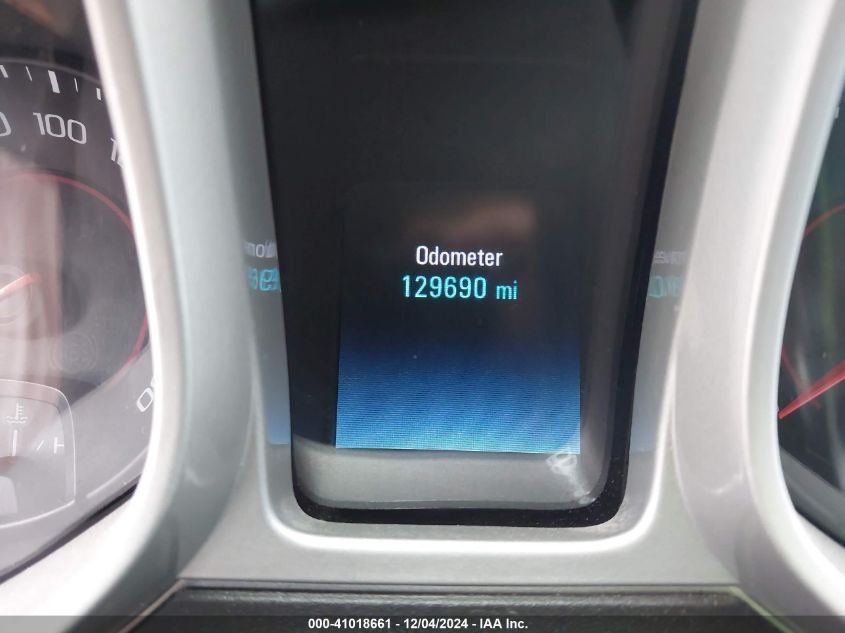 100
Odometer
129690 mi
H
000-41018661 - 12/04/2024 - IAA Inc.